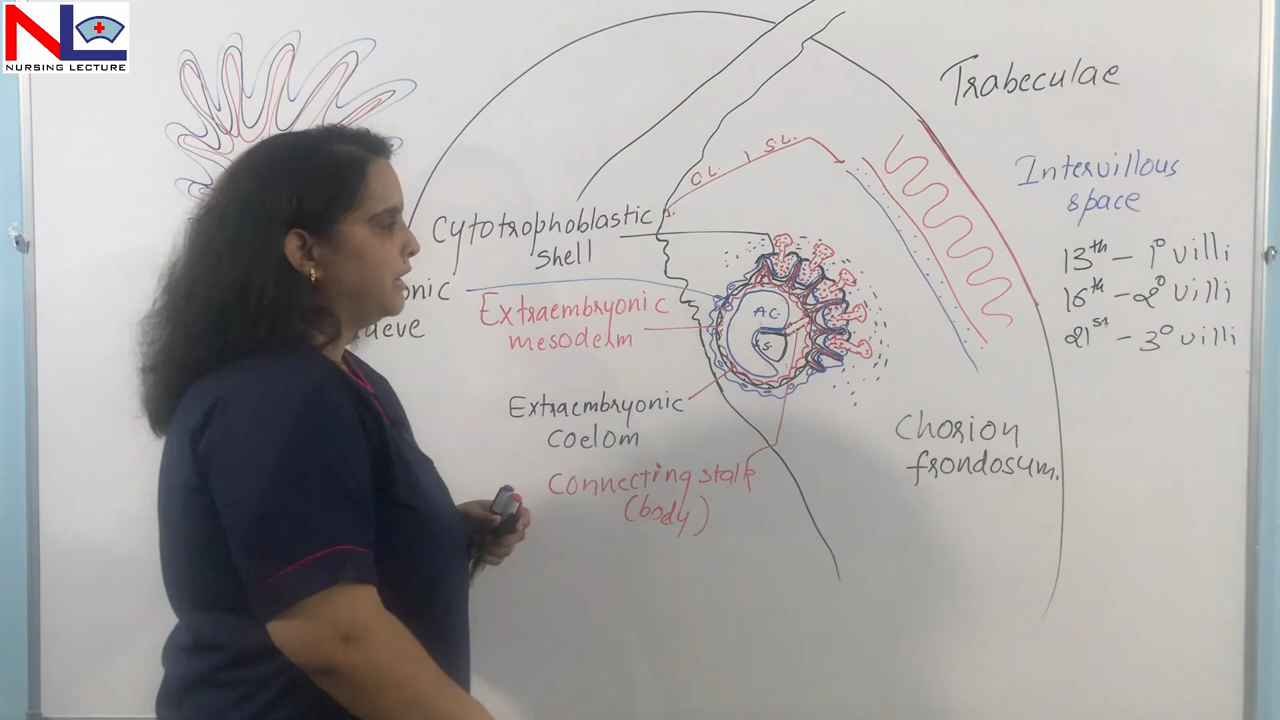 NL
NURSING LECTURE
Trabeculae
Intervillous
space
13th – 1° villi
16th – 2° villi
21st – 3° villi
C.L. , S.L.
Cytotrophoblastic
shell
onic
Extraembryonic
mesoderm
A.C.
Extraembryonic
coelom
Connecting stalk
(body)
Chorion
frondosum.